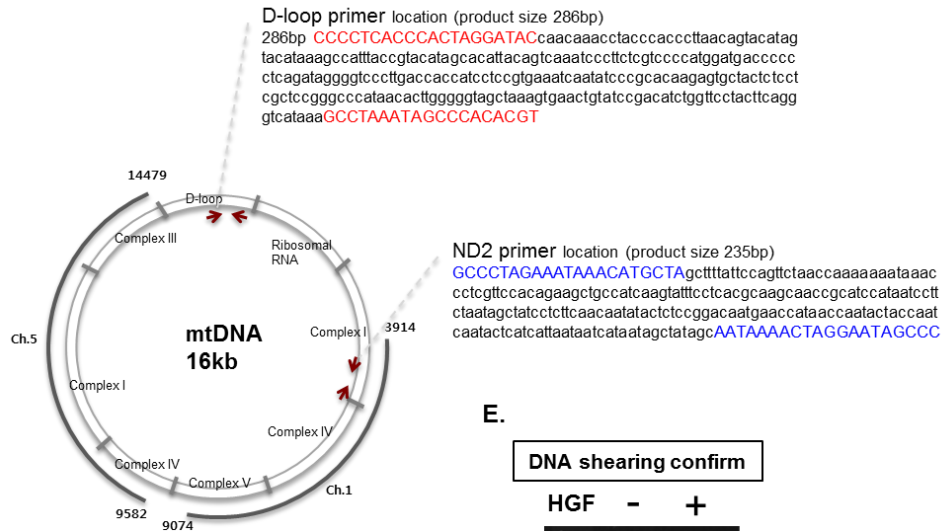 D-loop primer location (product size 286bp)
286bp CCCCTCACCCACTAGGATACcaacaaacctacccacccttaacagtacatag
tacataaagccatttaccgtacatagcacattacagtcaaatcccttctcgtccccatggatgaccccc
ctcagataggggtcccttgaccaccatcctccgtgaaatcaatatcccgcacaagagtgctactctcct
cgctccgggcccataacacttgggggtagctaaagtgaactgtatccgacatctggttcctacttcagg
gtcataaaGCCTAAATAGCCCACACGT
14479
D-loop
Complex III
Ribosomal
RNA
ND2 primer location (product size 235bp)
GCCCTAGAAATAAACATGCTAgcttttattccagttctaaccaaaaaaataaac
cctcgttccacagaagctgccatcaagtatttcctcacgcaagcaaccgcatccataatcctt
ctaatagctatcctcttcaacaatatactctccggacaatgaaccataaccaatactaccaat
caatactcatcattaataatcataatagctatagcAATAAAACTAGGAATAGCCC
Complex I
3914
Ch.5
mtDNA
16kb
Complex I
Complex IV
Complex IV
Complex V
Ch.1
9582
9074
E.
DNA shearing confirm
HGF - +